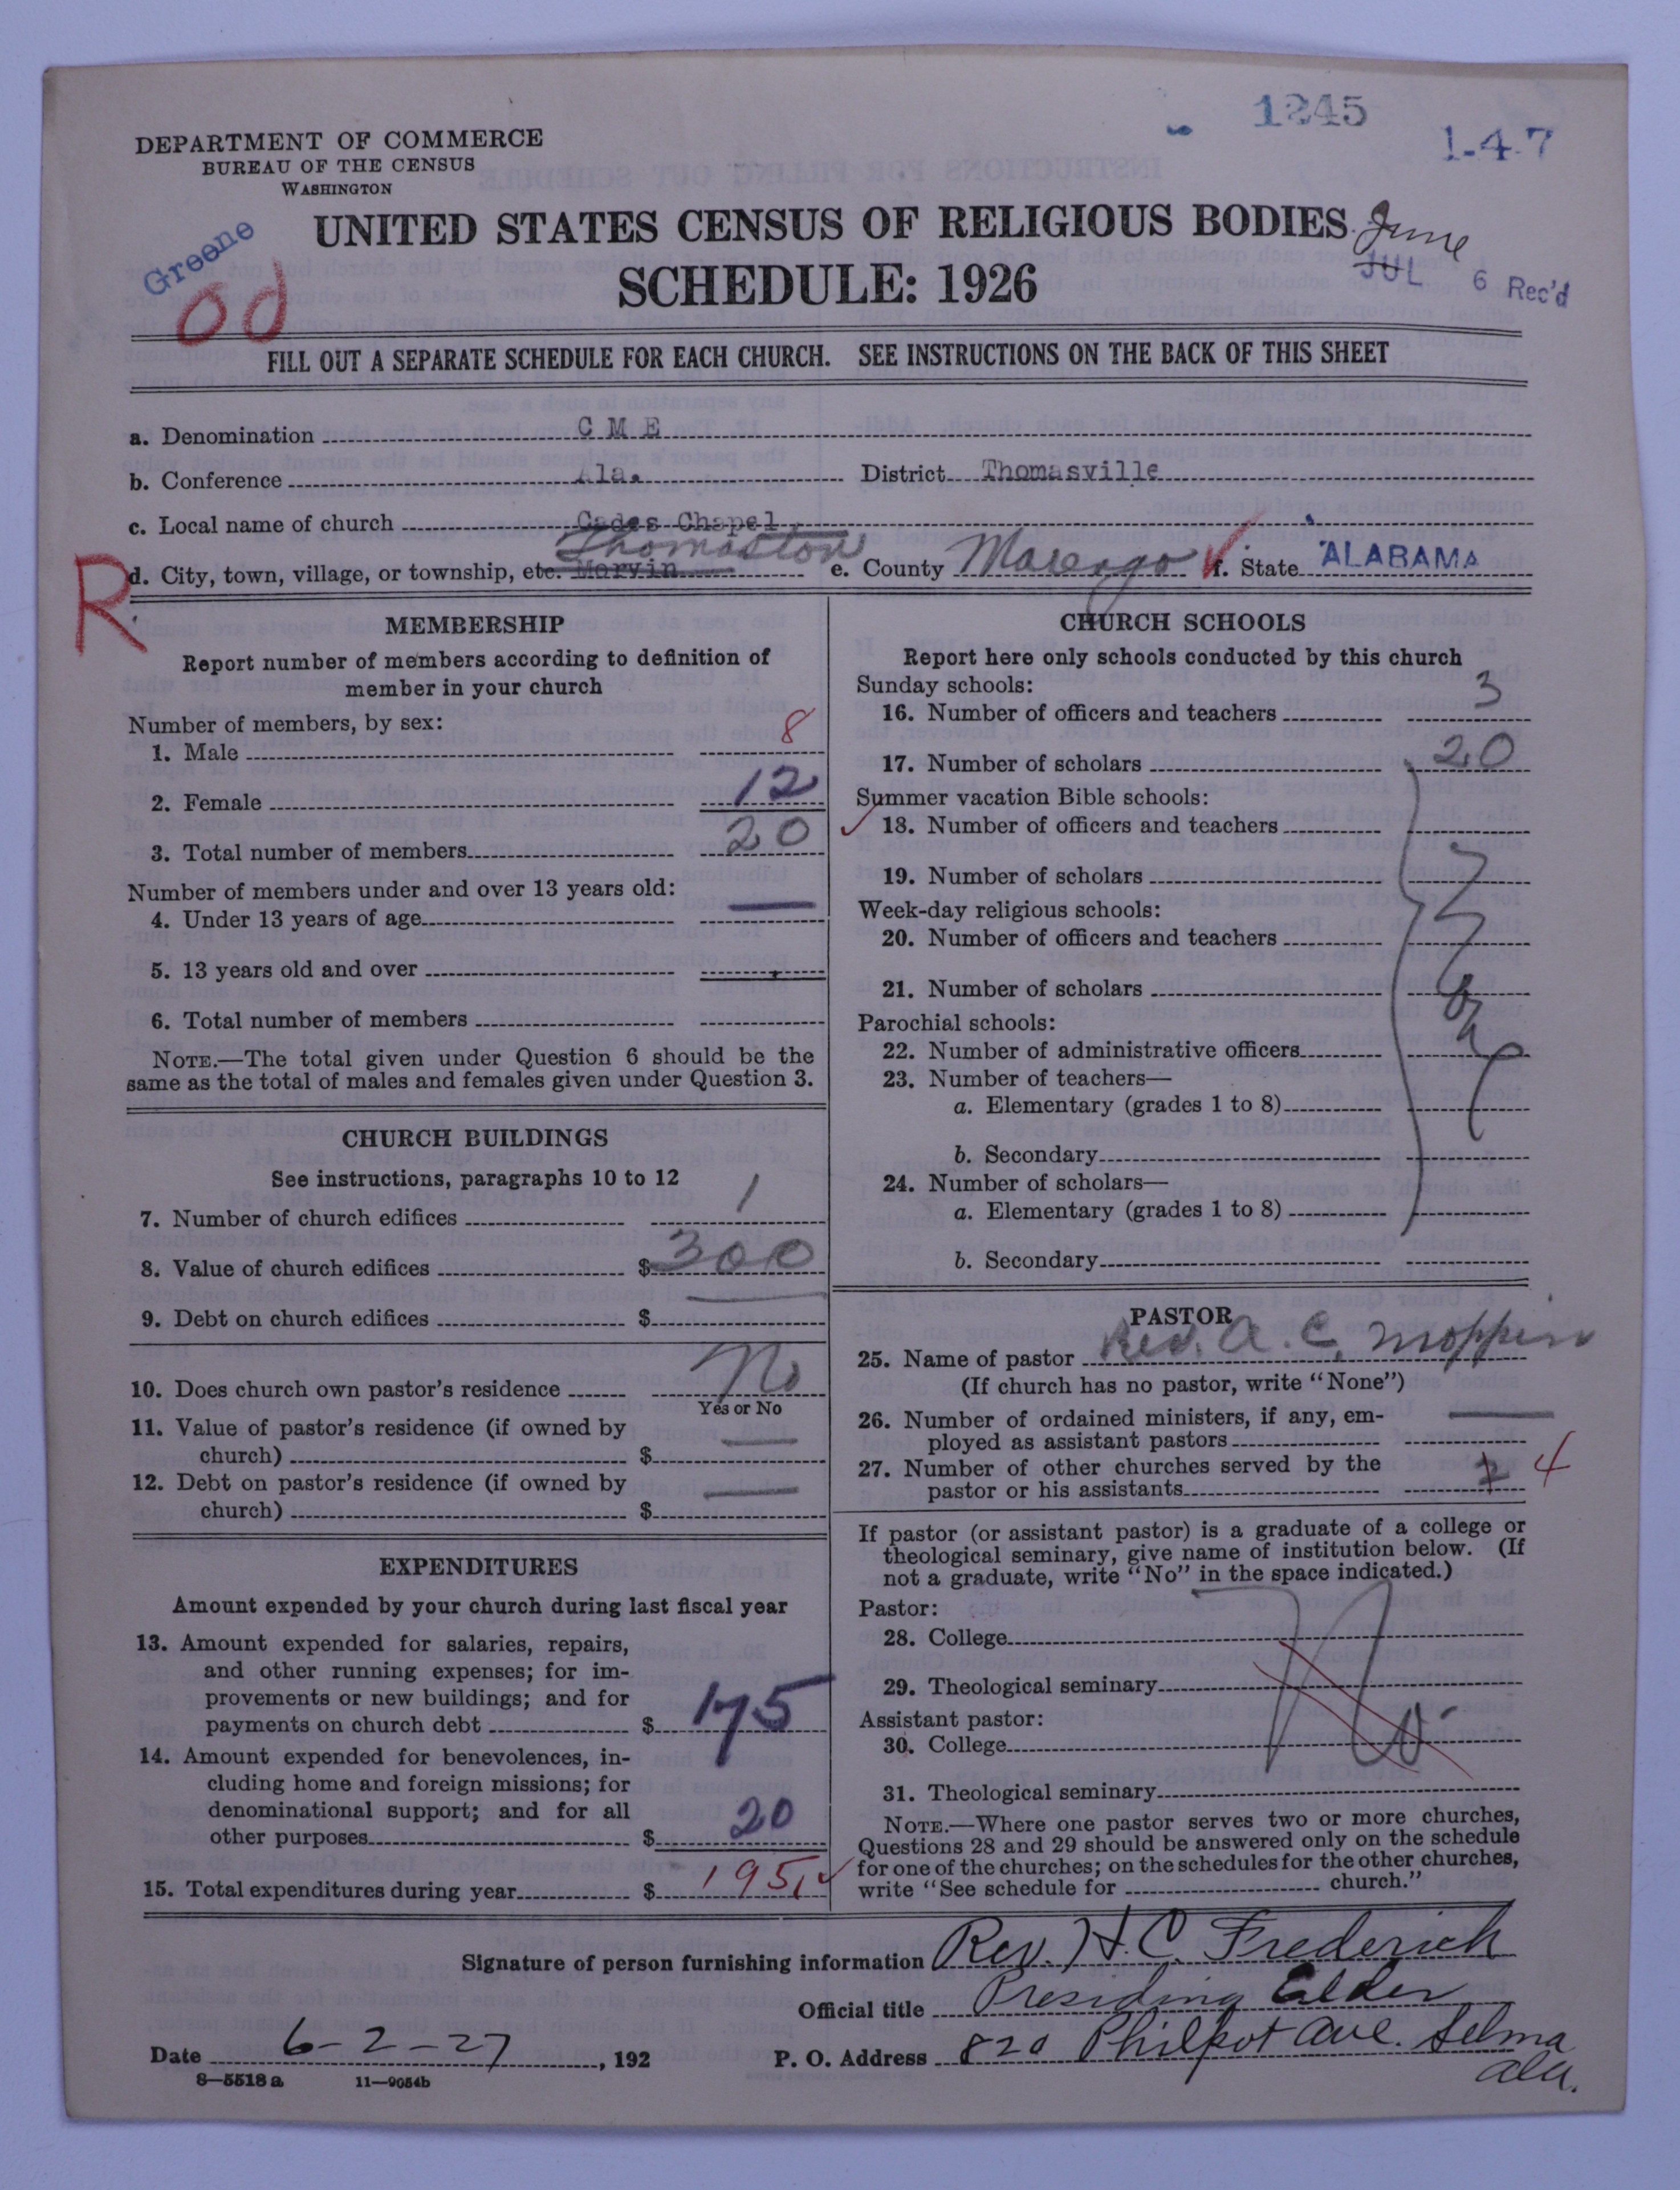 1245
1-4-7
DEPARTMENT OF COMMERCE
BUREAU OF THE CENSUS
WASHINGTON
Greene
UNITED STATES CENSUS OF RELIGIOUS BODIES
June
JUL 6 Rec'd
SCHEDULE: 1926
FILL OUT A SEPARATE SCHEDULE FOR EACH CHURCH. SEE INSTRUCTIONS ON THE BACK OF THIS SHEET
a. Denomination C M E
b. Conference Ala. District Thomasville
c. Local name of church Cades Chapel
Thomaston
R
d. City, town, village, or township, etc. Morvin e. County Marengo f. State ALABAMA
MEMBERSHIP
Report number of members according to definition of
member in your church
Number of members, by sex:
1. Male 8
2. Female 12
3. Total number of members 20
Number of members under and over 13 years old:
4. Under 13 years of age
5. 13 years old and over
6. Total number of members
NOTE.—The total given under Question 6 should be the
same as the total of males and females given under Question 3.
CHURCH BUILDINGS
See instructions, paragraphs 10 to 12
7. Number of church edifices 1
8. Value of church edifices $ 300
9. Debt on church edifices $
10. Does church own pastor's residence No
Yes or No
11. Value of pastor's residence (if owned by
church) $
12. Debt on pastor's residence (if owned by
church) $
EXPENDITURES
Amount expended by your church during last fiscal year
13. Amount expended for salaries, repairs,
and other running expenses; for im-
provements or new buildings; and for
payments on church debt $ 175
14. Amount expended for benevolences, in-
cluding home and foreign missions; for
denominational support; and for all
other purposes $ 20
15. Total expenditures during year $ 195
CHURCH SCHOOLS
Report here only schools conducted by this church
Sunday schools:
16. Number of officers and teachers 3
17. Number of scholars 20
Summer vacation Bible schools:
18. Number of officers and teachers
19. Number of scholars
Week-day religious schools:
20. Number of officers and teachers
21. Number of scholars
Parochial schools:
22. Number of administrative officers
23. Number of teachers—
a. Elementary (grades 1 to 8)
b. Secondary
24. Number of scholars—
a. Elementary (grades 1 to 8)
b. Secondary
PASTOR
25. Name of pastor Rev. A. C. Moppin
(If church has no pastor, write "None")
26. Number of ordained ministers, if any, em-
ployed as assistant pastors
27. Number of other churches served by the
pastor or his assistants 4
If pastor (or assistant pastor) is a graduate of a college or
theological seminary, give name of institution below. (If
not a graduate, write "No" in the space indicated.)
Pastor:
28. College
29. Theological seminary
No
Assistant pastor:
30. College
31. Theological seminary
NOTE.—Where one pastor serves two or more churches,
Questions 28 and 29 should be answered only on the schedule
for one of the churches; on the schedules for the other churches,
write "See schedule for church."
Signature of person furnishing information Rev. H. C. Frederick
Official title Presiding Elder
Date 6-2-27, 192 P. O. Address 820 Philpot Ave. Selma
Ala.
8—5518 a 11—9054b